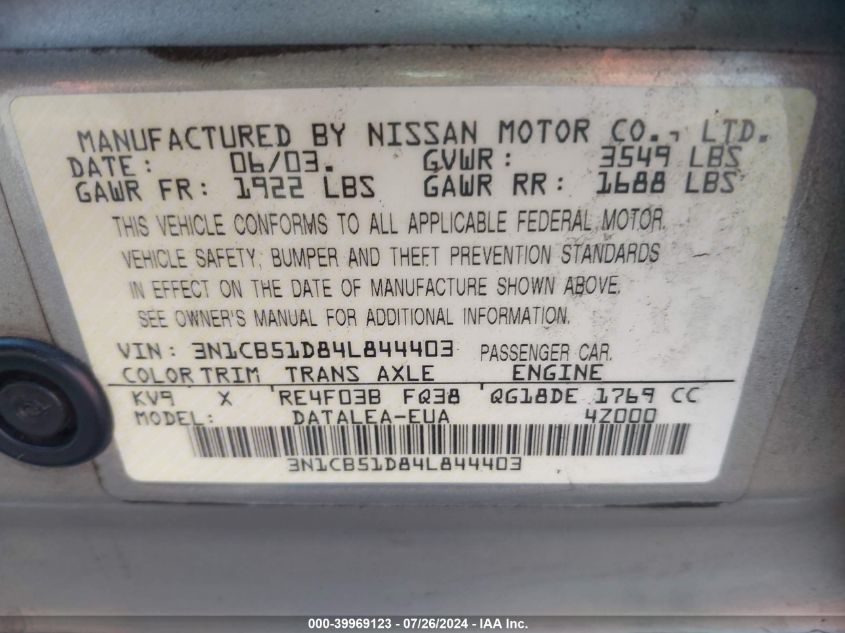 MANUFACTURED BY NISSAN MOTOR CO., LTD.
DATE: 06/03. GVWR: 3549 LBS
GAWR FR: 1922 LBS GAWR RR: 1688 LBS
THIS VEHICLE CONFORMS TO ALL APPLICABLE FEDERAL MOTOR
VEHICLE SAFETY, BUMPER AND THEFT PREVENTION STANDARDS
IN EFFECT ON THE DATE OF MANUFACTURE SHOWN ABOVE.
SEE OWNER'S MANUAL FOR ADDITIONAL INFORMATION.
VIN: 3N1CB51D84L844403 PASSENGER CAR.
COLOR TRIM TRANS AXLE ENGINE
KV9 X RE4F03B FQ38 QG18DE 1769 CC
MODEL: DATALEA-EUA 4Z000
3N1CB51D84L844403
000-39969123 - 07/26/2024 - IAA Inc.